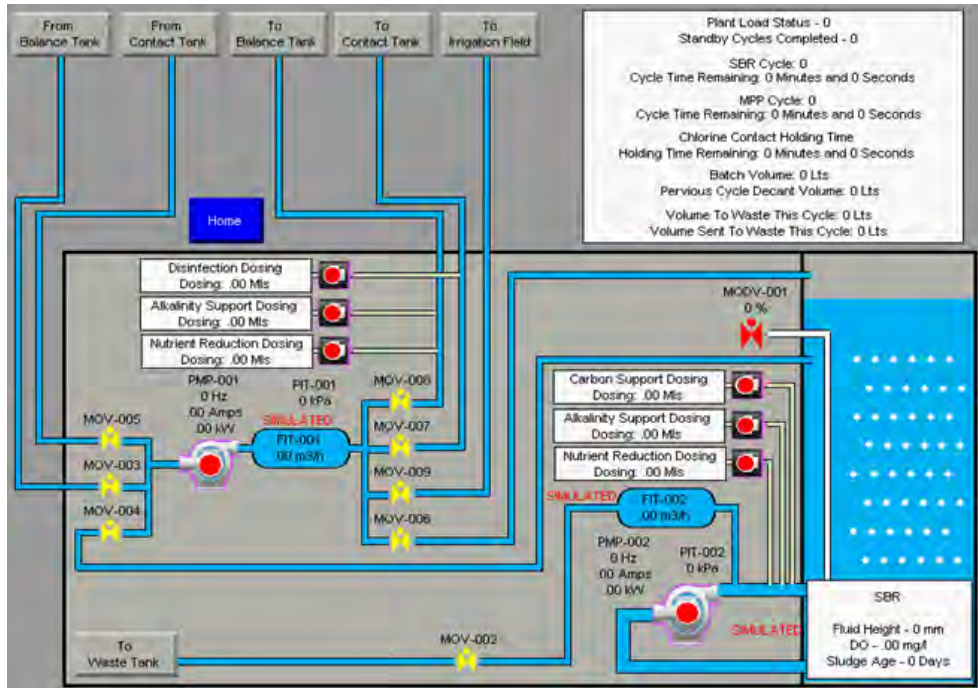 From
Balance Tank
From
Contact Tank
To
Balance Tank
To
Contact Tank
To
Irrigation Field
Plant Load Status - 0
Standby Cycles Completed - 0
SBR Cycle: 0
Cycle Time Remaining: 0 Minutes and 0 Seconds
MPP Cycle: 0
Cycle Time Remaining: 0 Minutes and 0 Seconds
Chlorine Contact Holding Time
Holding Time Remaining: 0 Minutes and 0 Seconds
Batch Volume: 0 Lts
Pervious Cycle Decant Volume: 0 Lts
Volume To Waste This Cycle: 0 Lts
Volume Sent To Waste This Cycle: 0 Lts
Home
Disinfection Dosing
Dosing: .00 Mls
Alkalinity Support Dosing
Dosing: .00 Mls
Nutrient Reduction Dosing
Dosing: .00 Mls
MODV-001
0 %
PMP-001
0 Hz
.00 Amps
.00 kW
PIT-001
0 kPa
SIMULATED
FIT-001
.00 m3/h
MOV-005
MOV-003
MOV-004
MOV-008
MOV-007
MOV-009
MOV-006
Carbon Support Dosing
Dosing: .00 Mls
Alkalinity Support Dosing
Dosing: .00 Mls
Nutrient Reduction Dosing
Dosing: .00 Mls
SIMULATED
FIT-002
.00 m3/h
PMP-002
0 Hz
.00 Amps
.00 kW
PIT-002
0 kPa
SIMULATED
MOV-002
To
Waste Tank
SBR
Fluid Height - 0 mm
DO - .00 mg/l
Sludge Age - 0 Days